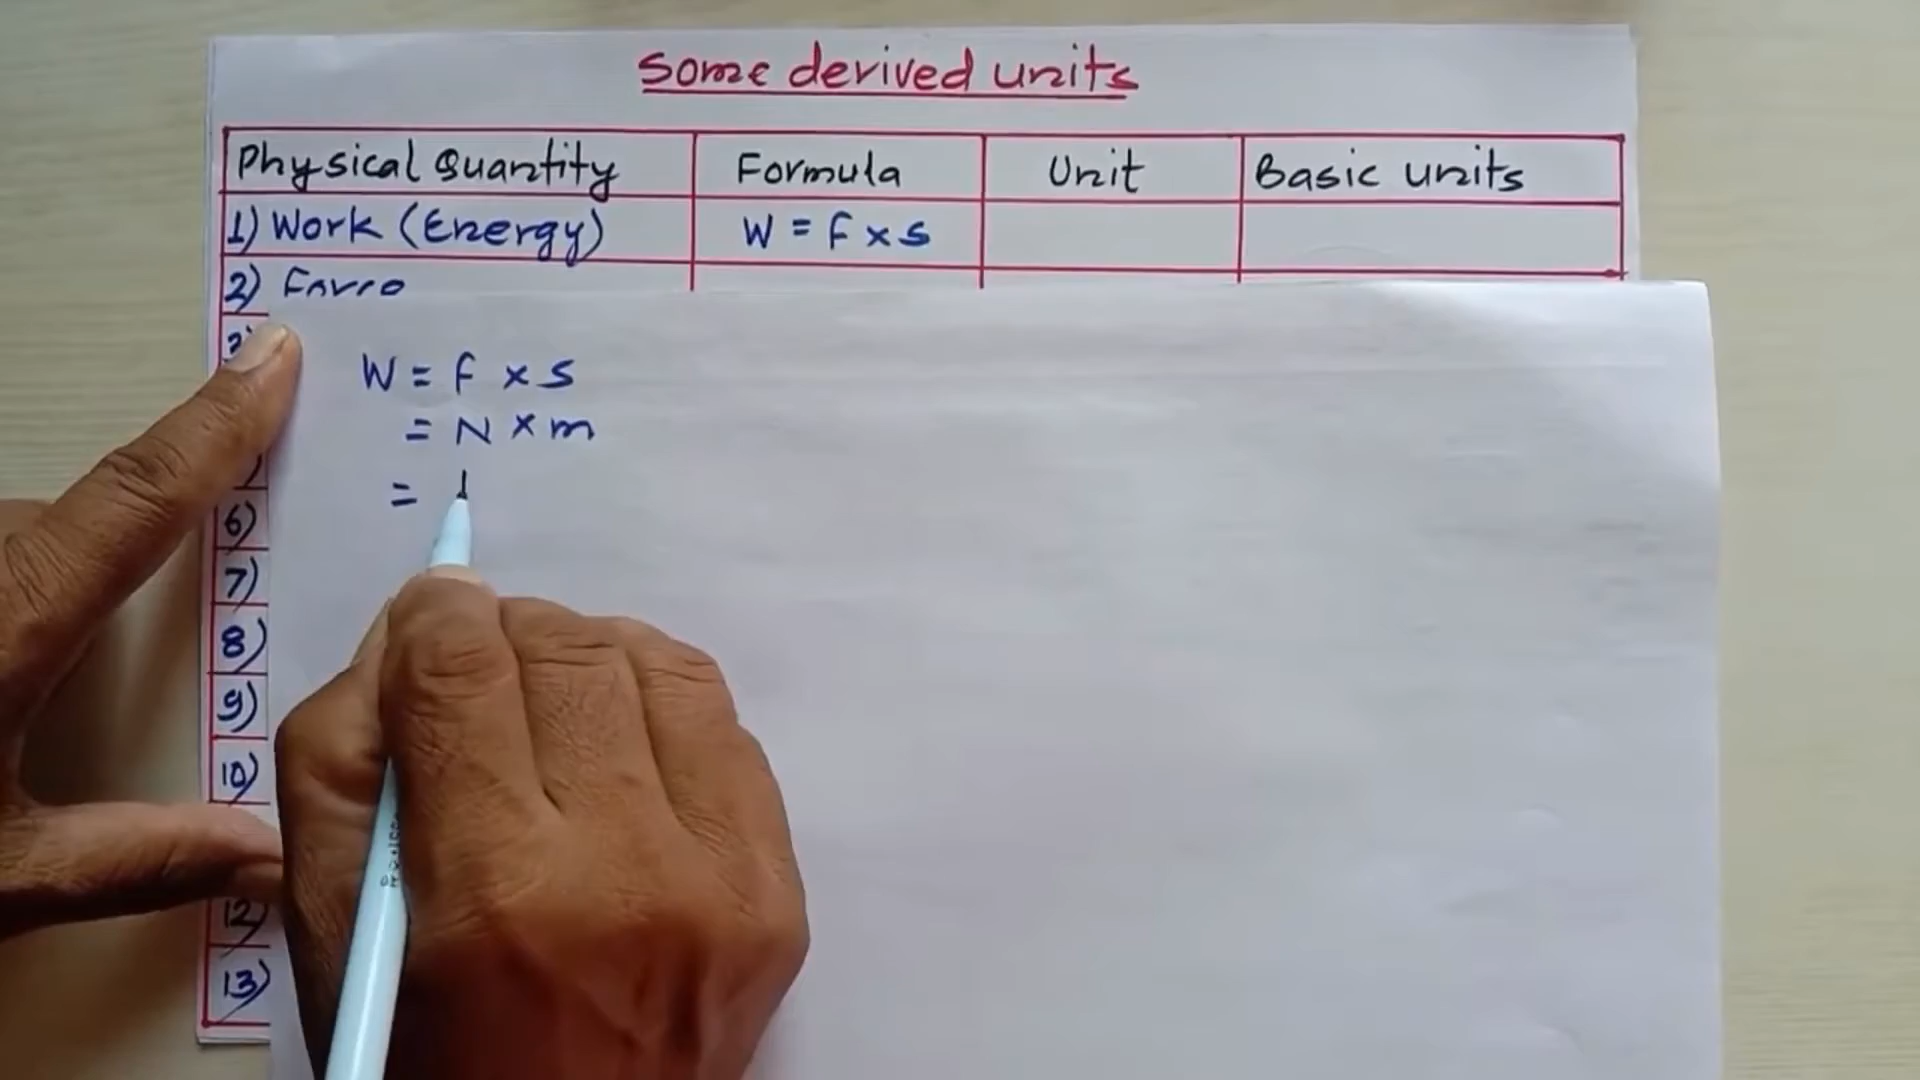 Some derived units
Physical Quantity Formula Unit Basic units
1) Work (Energy) W = F x s
2)
W = F x s
= N x m
=
6)
7)
8)
9)
10)
12)
13)